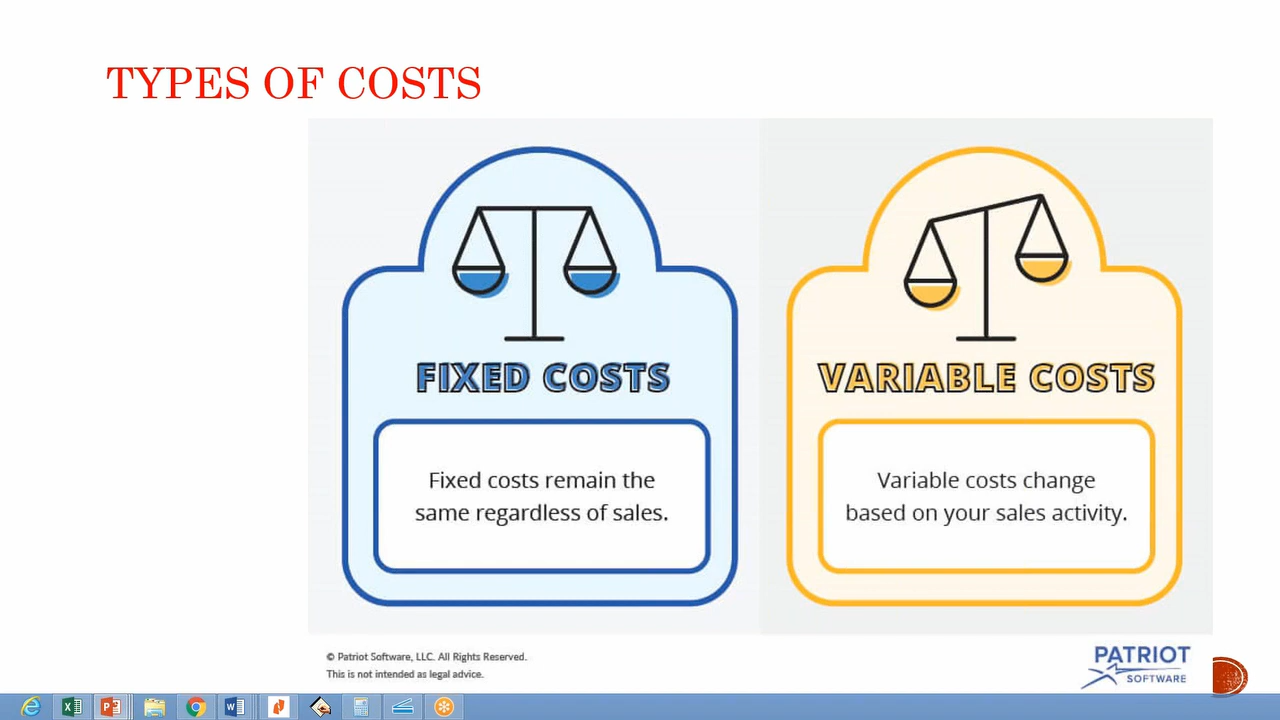 TYPES OF COSTS
FIXED COSTS
Fixed costs remain the
same regardless of sales.
VARIABLE COSTS
Variable costs change
based on your sales activity.
© Patriot Software, LLC. All Rights Reserved.
This is not intended as legal advice.
PATRIOT
SOFTWARE